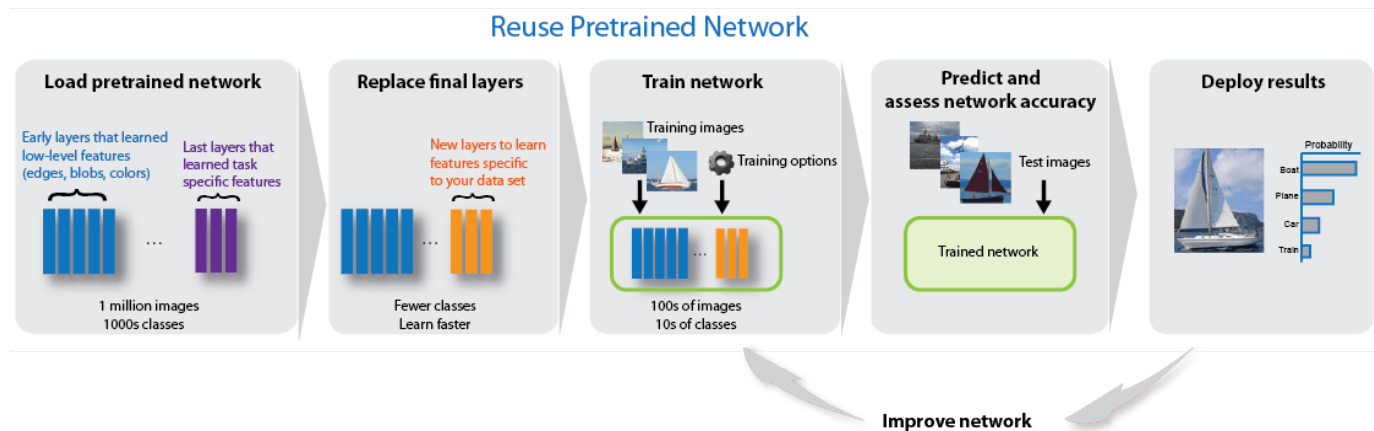 Reuse Pretrained Network
Load pretrained network
Early layers that learned
low-level features
(edges, blobs, colors)
Last layers that
learned task
specific features
...
1 million images
1000s classes
Replace final layers
New layers to learn
features specific
to your data set
...
Fewer classes
Learn faster
Train network
Training images
Training options
...
100s of images
10s of classes
Predict and
assess network accuracy
Test images
Trained network
Deploy results
Probability
Boat
Plane
Car
Train
Improve network